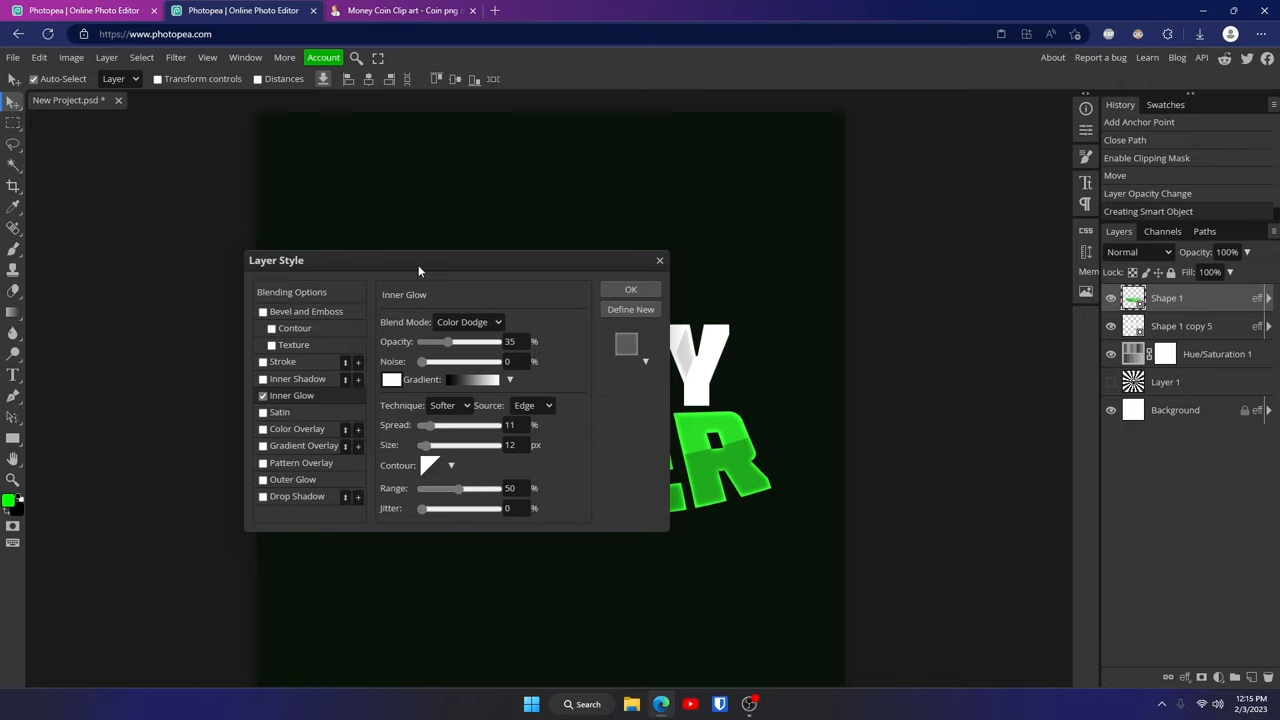 Photopea | Online Photo Editor
Photopea | Online Photo Editor
Money Coin Clip art - Coin png
https://www.photopea.com
File Edit Image Layer Select Filter View Window More Account
About Report a bug Learn Blog API
Auto-Select Layer Transform controls Distances
New Project.psd *
History Swatches
Add Anchor Point
Close Path
Enable Clipping Mask
Move
Layer Opacity Change
Creating Smart Object
CSS
Mem
Layers Channels Paths
Normal Opacity: 100%
Lock: Fill: 100%
Shape 1 eff
Shape 1 copy 5 eff
Hue/Saturation 1
Layer 1
Background eff
eff
Layer Style
Blending Options
Bevel and Emboss
Contour
Texture
Stroke
Inner Shadow
Inner Glow
Satin
Color Overlay
Gradient Overlay
Pattern Overlay
Outer Glow
Drop Shadow
Inner Glow
Blend Mode: Color Dodge
Opacity: 35 %
Noise: 0 %
Gradient:
Technique: Softer Source: Edge
Spread: 11 %
Size: 12 px
Contour:
Range: 50 %
Jitter: 0 %
OK
Define New
Y
R
Search
12:15 PM
2/3/2023